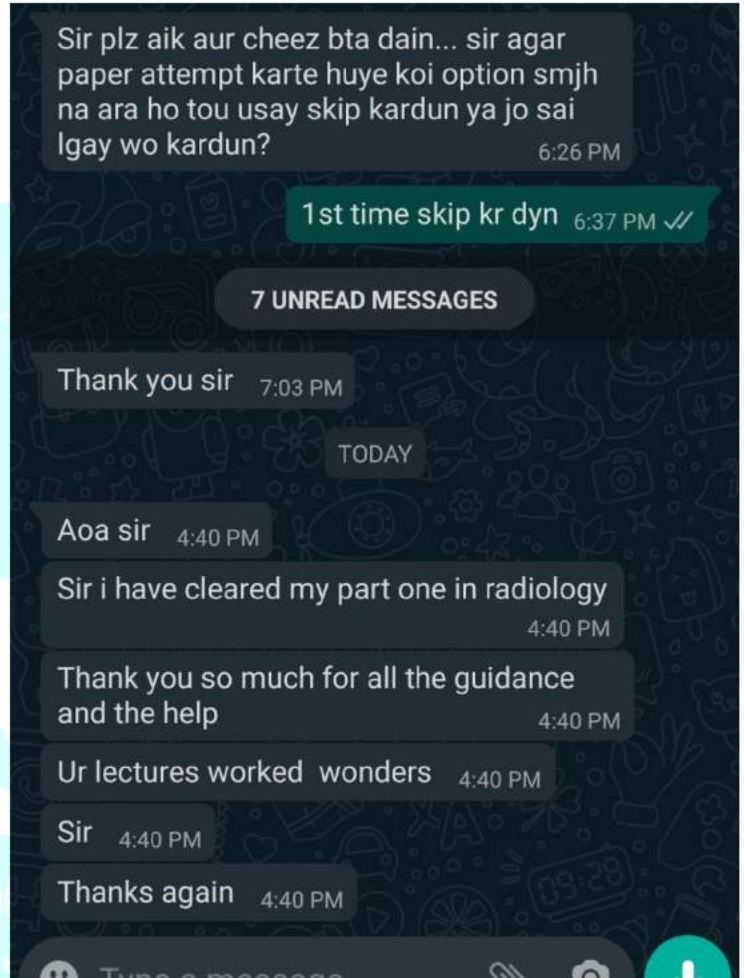 Sir plz aik aur cheez bta dain... sir agar
paper attempt karte huye koi option smjh
na ara ho tou usay skip kardun ya jo sai
lgay wo kardun?
6:26 PM
1st time skip kr dyn 6:37 PM
7 UNREAD MESSAGES
Thank you sir 7:03 PM
TODAY
Aoa sir 4:40 PM
Sir i have cleared my part one in radiology
4:40 PM
Thank you so much for all the guidance
and the help 4:40 PM
Ur lectures worked wonders 4:40 PM
Sir 4:40 PM
Thanks again 4:40 PM
Type a message